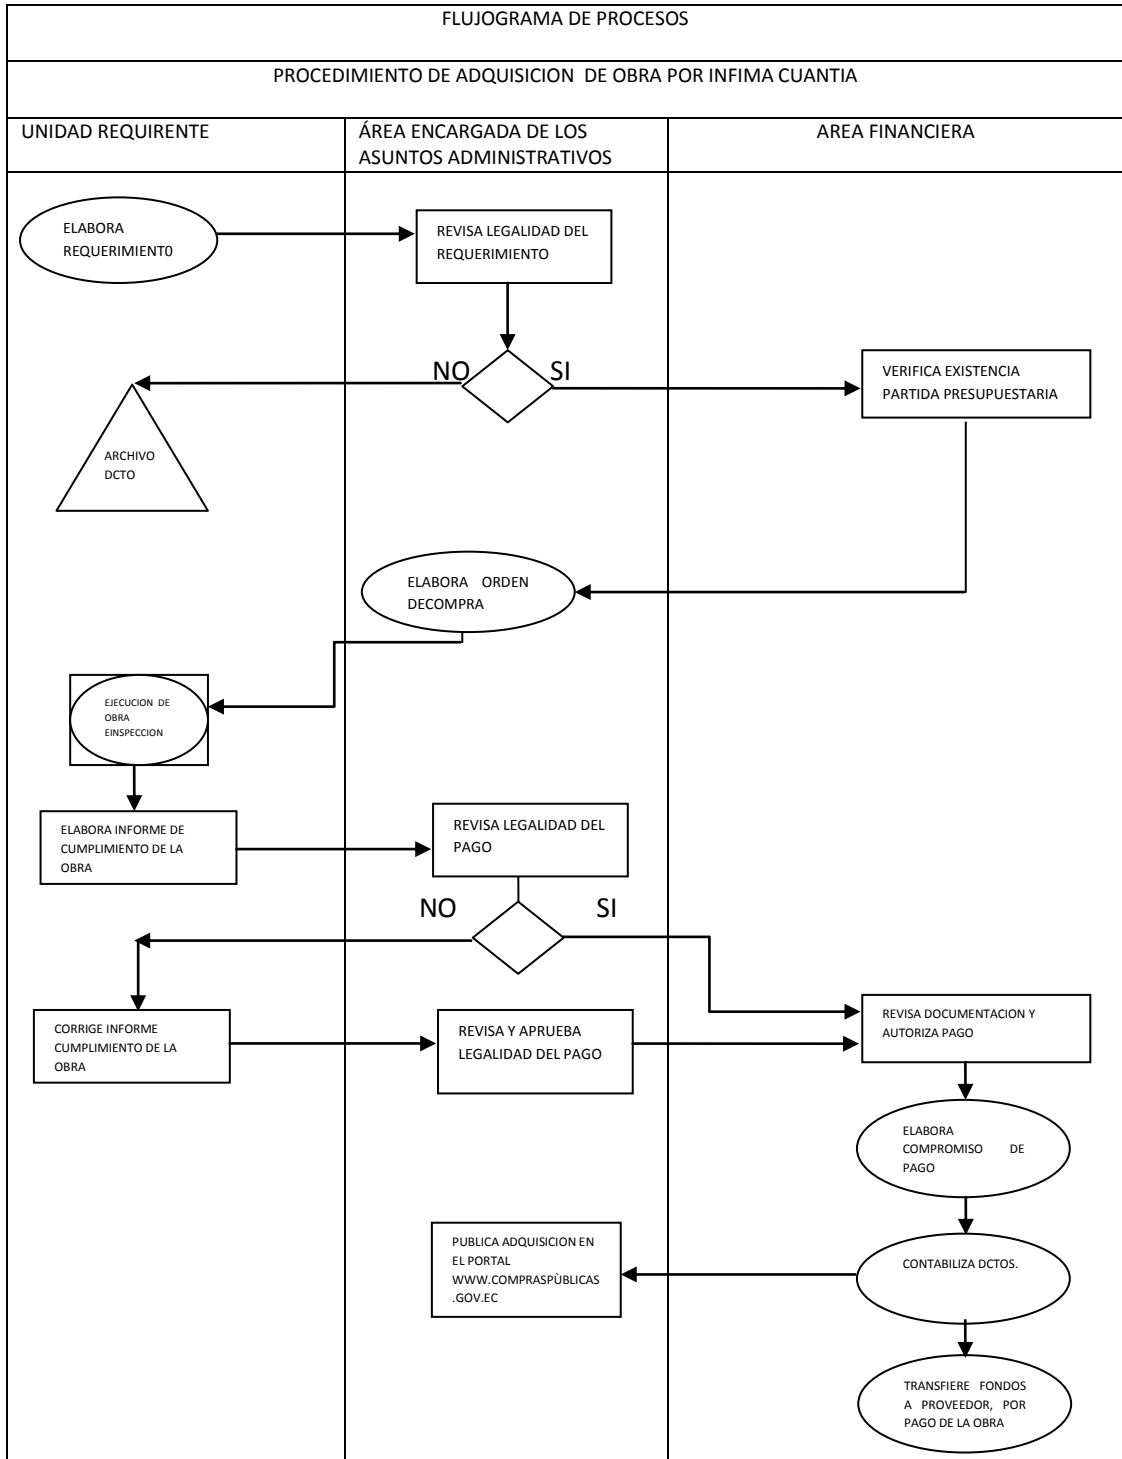 FLUJOGRAMA DE PROCESOS
PROCEDIMIENTO DE ADQUISICION DE OBRA POR INFIMA CUANTIA
UNIDAD REQUIRENTE
ÁREA ENCARGADA DE LOS
ASUNTOS ADMINISTRATIVOS
AREA FINANCIERA
ELABORA
REQUERIMIENT0
REVISA LEGALIDAD DEL
REQUERIMIENTO
NO
SI
VERIFICA EXISTENCIA
PARTIDA PRESUPUESTARIA
ARCHIVO
DCTO
ELABORA ORDEN
DECOMPRA
EJECUCION DE
OBRA
EINSPECCION
ELABORA INFORME DE
CUMPLIMIENTO DE LA
OBRA
REVISA LEGALIDAD DEL
PAGO
NO
SI
CORRIGE INFORME
CUMPLIMIENTO DE LA
OBRA
REVISA Y APRUEBA
LEGALIDAD DEL PAGO
REVISA DOCUMENTACION Y
AUTORIZA PAGO
ELABORA
COMPROMISO DE
PAGO
PUBLICA ADQUISICION EN
EL PORTAL
WWW.COMPRASPÙBLICAS
.GOV.EC
CONTABILIZA DCTOS.
TRANSFIERE FONDOS
A PROVEEDOR, POR
PAGO DE LA OBRA